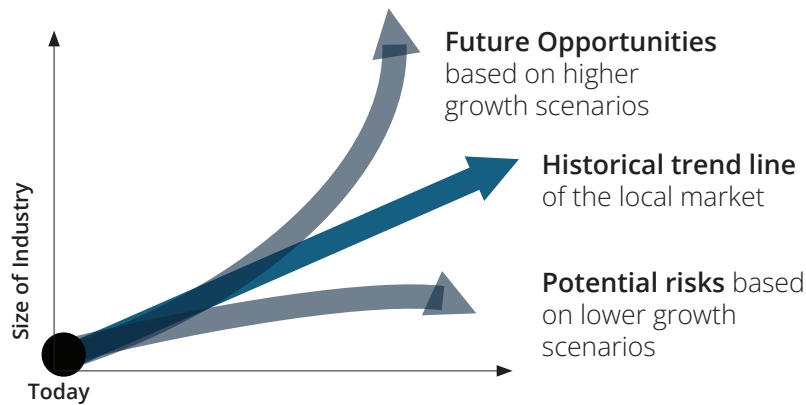 Future Opportunities
based on higher
growth scenarios
Historical trend line
of the local market
Potential risks based
on lower growth
scenarios
Size of Industry
Today